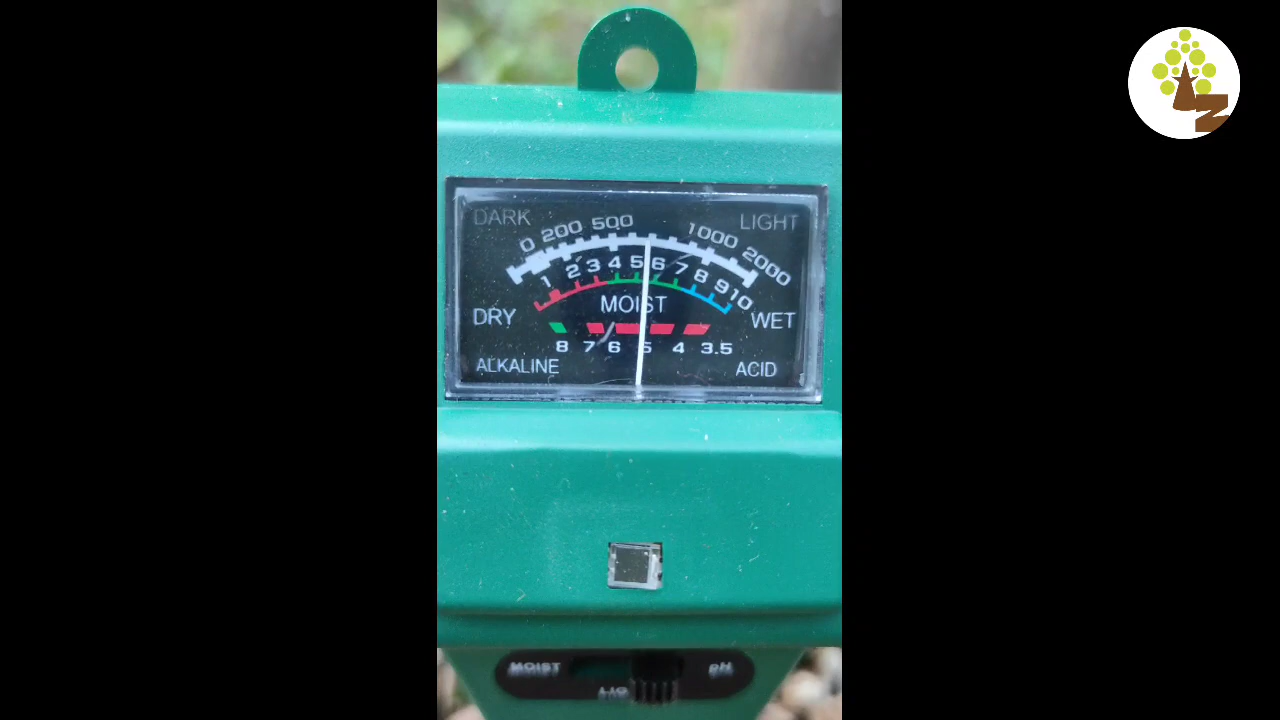 DARK LIGHT
0 200 500 1000 2000
1 2 3 4 5 6 7 8 9 10
MOIST
DRY WET
8 7 6 5 4 3.5
ALKALINE ACID
MOIST pH